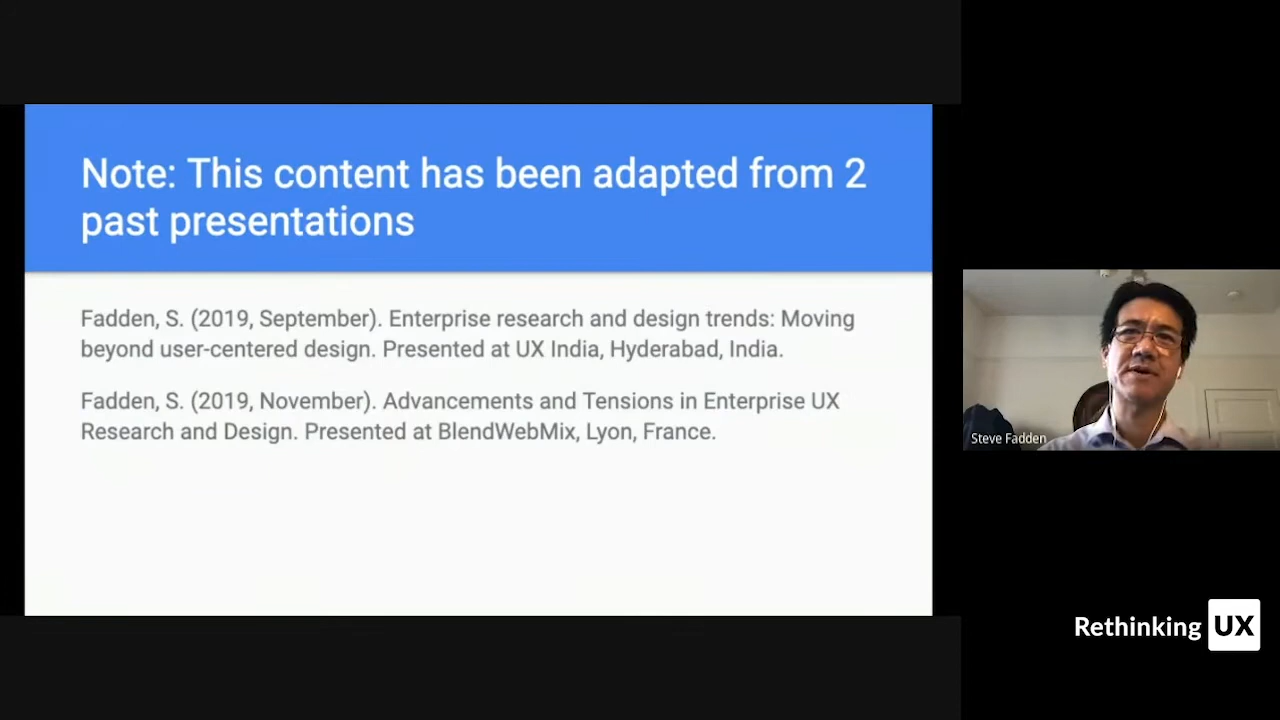 Note: This content has been adapted from 2
past presentations
Fadden, S. (2019, September). Enterprise research and design trends: Moving
beyond user-centered design. Presented at UX India, Hyderabad, India.
Fadden, S. (2019, November). Advancements and Tensions in Enterprise UX
Research and Design. Presented at BlendWebMix, Lyon, France.
Steve Fadden
Rethinking UX